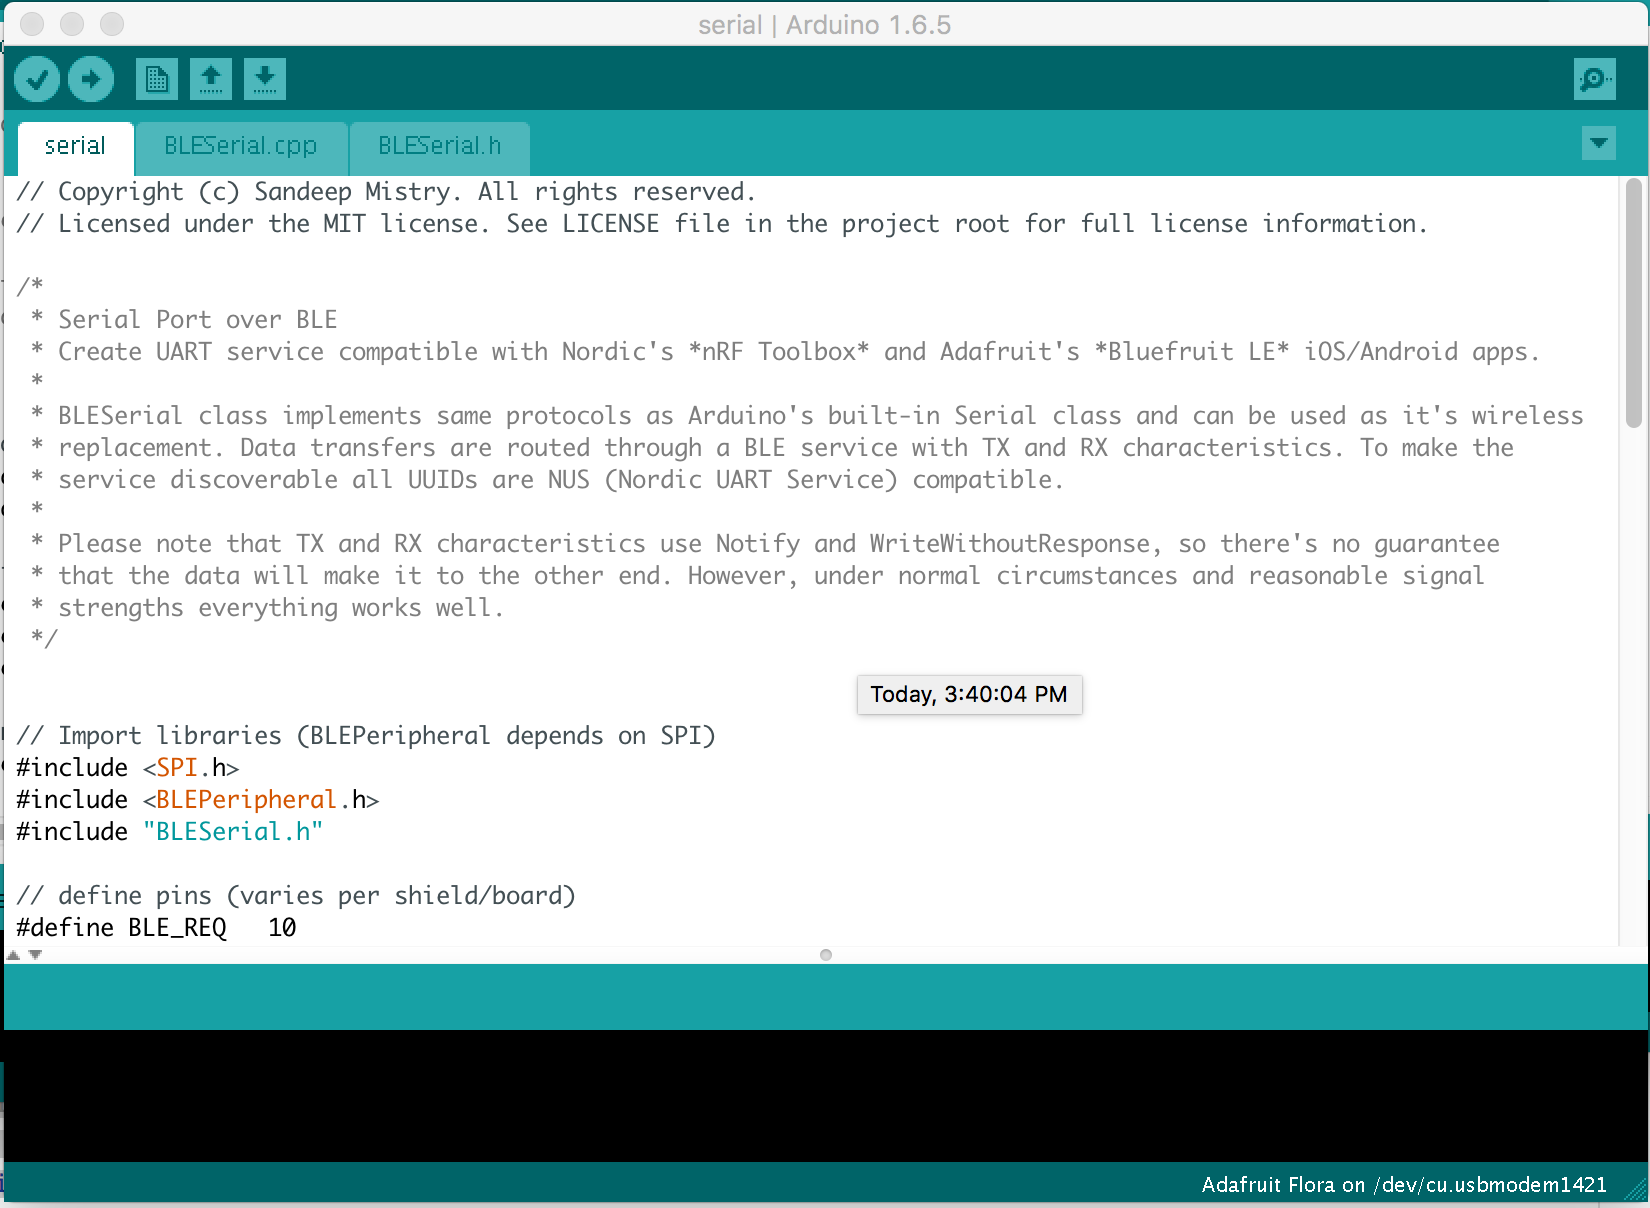 serial | Arduino 1.6.5
serial BLESerial.cpp BLESerial.h
// Copyright (c) Sandeep Mistry. All rights reserved.
// Licensed under the MIT license. See LICENSE file in the project root for full license information.
/*
* Serial Port over BLE
* Create UART service compatible with Nordic's *nRF Toolbox* and Adafruit's *Bluefruit LE* iOS/Android apps.
*
* BLESerial class implements same protocols as Arduino's built-in Serial class and can be used as it's wireless
* replacement. Data transfers are routed through a BLE service with TX and RX characteristics. To make the
* service discoverable all UUIDs are NUS (Nordic UART Service) compatible.
*
* Please note that TX and RX characteristics use Notify and WriteWithoutResponse, so there's no guarantee
* that the data will make it to the other end. However, under normal circumstances and reasonable signal
* strengths everything works well.
*/
Today, 3:40:04 PM
// Import libraries (BLEPeripheral depends on SPI)
#include <SPI.h>
#include <BLEPeripheral.h>
#include "BLESerial.h"
// define pins (varies per shield/board)
#define BLE_REQ   10
Adafruit Flora on /dev/cu.usbmodem1421